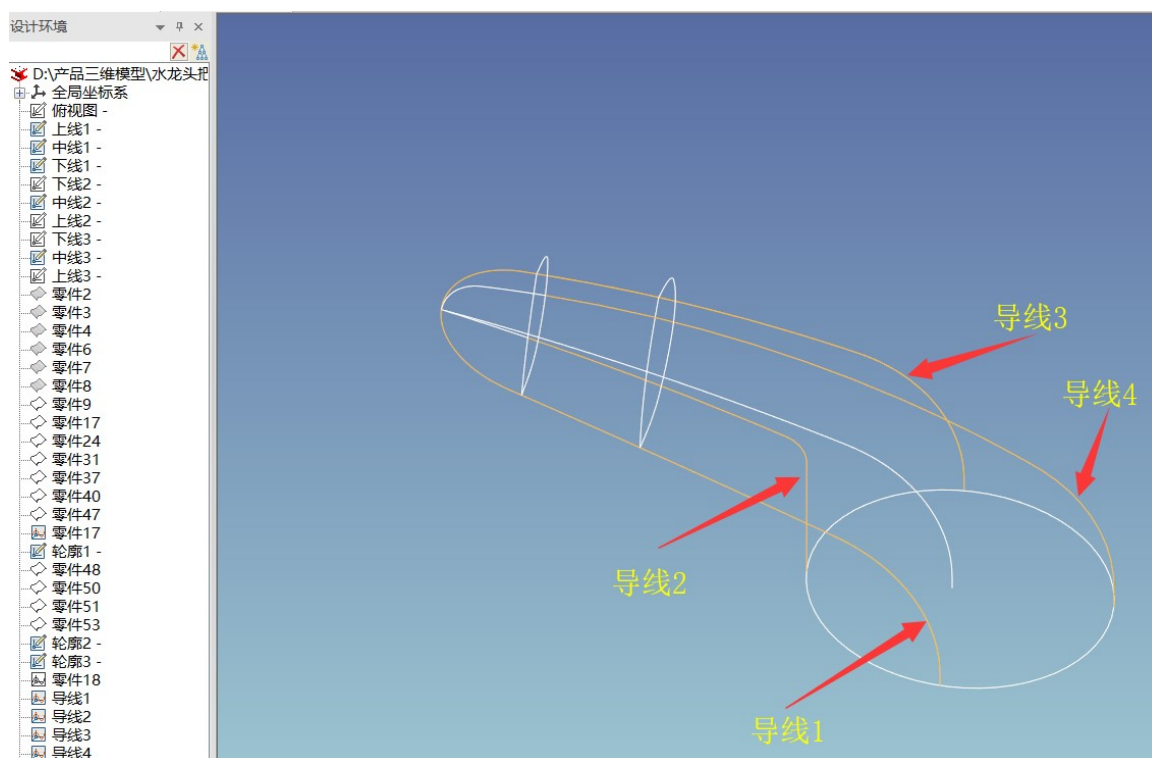 设计环境
D:\产品三维模型\水龙头把
全局坐标系
俯视图 -
上线1 -
中线1 -
下线1 -
下线2 -
中线2 -
上线2 -
下线3 -
中线3 -
上线3 -
零件2
零件3
零件4
零件6
零件7
零件8
零件9
零件17
零件24
零件31
零件37
零件40
零件47
零件17
轮廓1 -
零件48
零件50
零件51
零件53
轮廓2 -
轮廓3 -
零件18
导线1
导线2
导线3
导线4
导线3
导线4
导线2
导线1